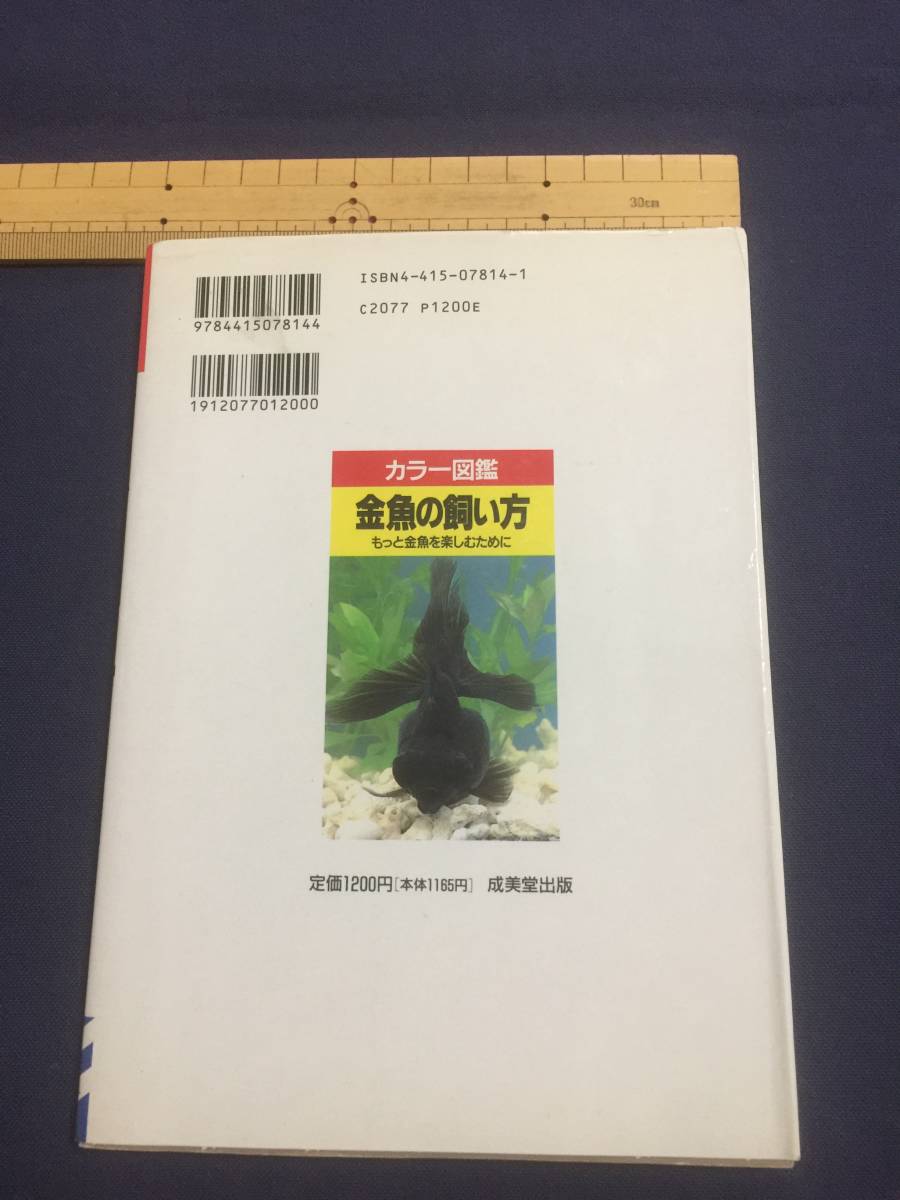 30cm
ISBN4-415-07814-1
C2077 P1200E
9784415078144
1912077012000
カラー図鑑
金魚の飼い方
もっと金魚を楽しむために
定価1200円[本体1165円] 成美堂出版